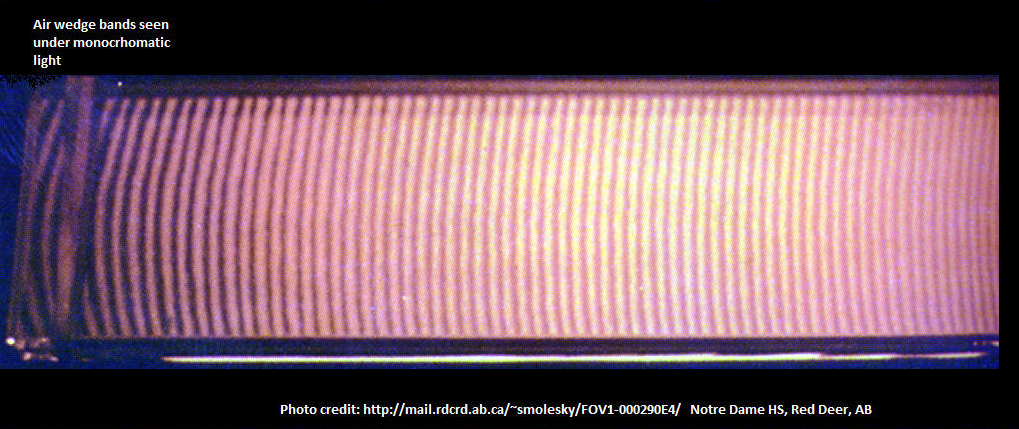 Air wedge bands seen
under monocrhomatic
light
Photo credit: http://mail.rdcrd.ab.ca/~smolesky/FOV1-000290E4/ Notre Dame HS, Red Deer, AB